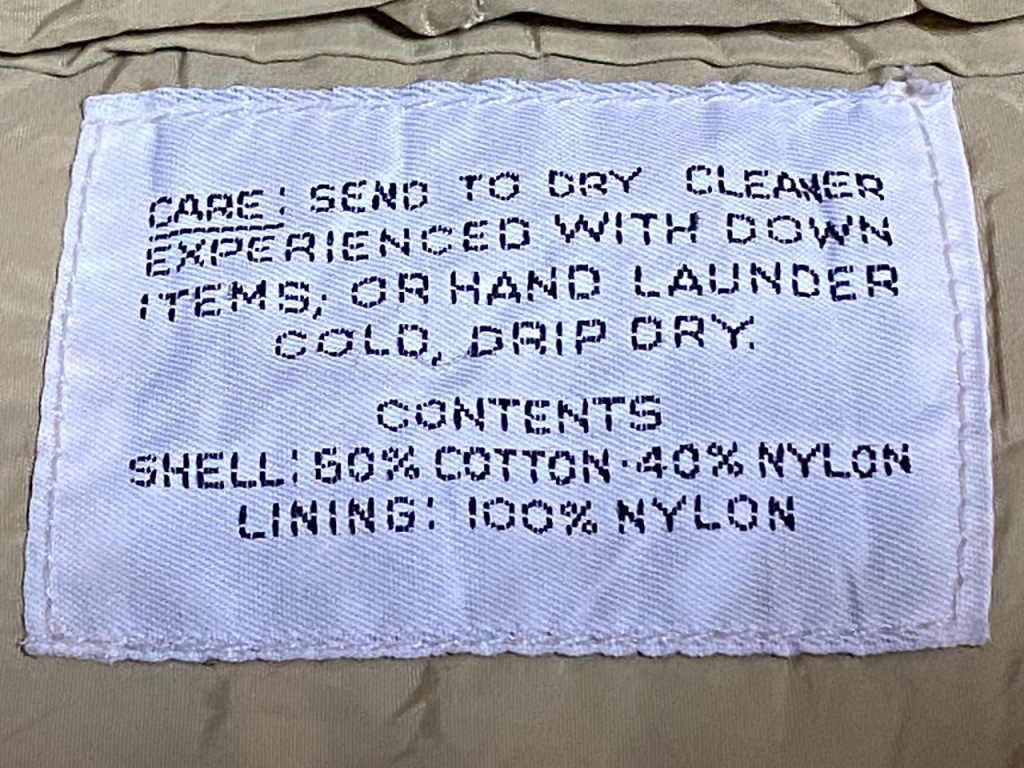 CARE: SEND TO DRY CLEANER
EXPERIENCED WITH DOWN
ITEMS, OR HAND LAUNDER
COLD, DRIP DRY.
CONTENTS
SHELL: 60% COTTON · 40% NYLON
LINING: 100% NYLON